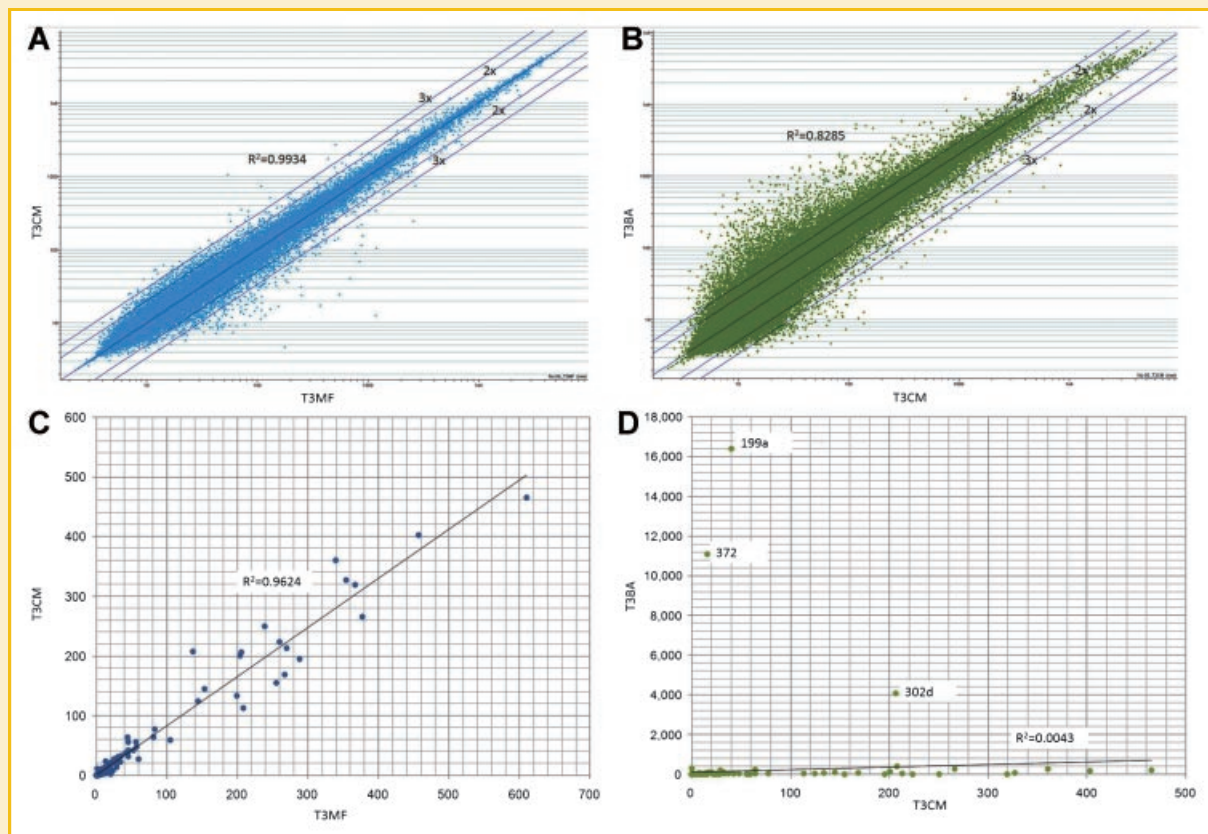 A
2x
3x
2x
R²=0.9934
3x
T3CM
T3MF
B
2x
3x
2x
R²=0.8285
3x
T3BA
T3CM
C
600
500
400
300
200
100
0
R²=0.9624
T3CM
0 100 200 300 400 500 600 700
T3MF
D
18,000
16,000
14,000
12,000
10,000
8,000
6,000
4,000
2,000
0
199a
372
302d
R²=0.0043
T3BA
0 100 200 300 400 500
T3CM